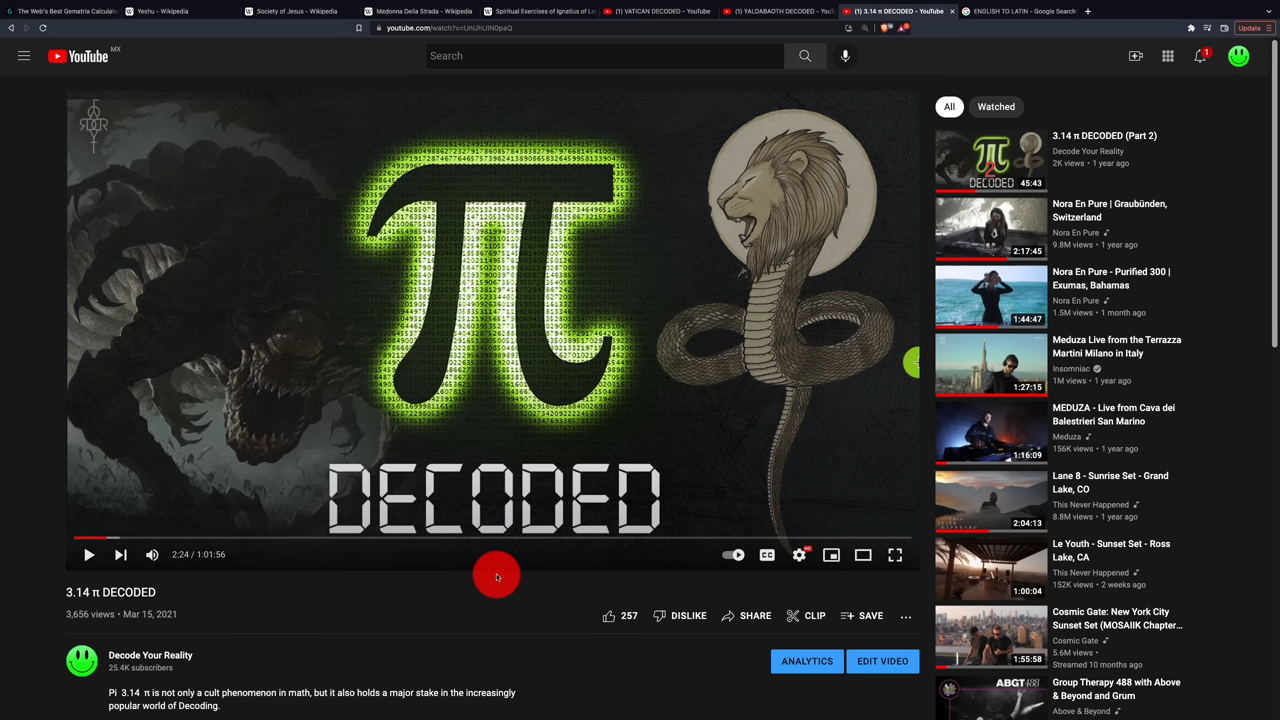 The Web's Best Gematria Calculat
Yeshu - Wikipedia
Society of Jesus - Wikipedia
Madonna Della Strada - Wikipedia
Spiritual Exercises of Ignatius of Lo
(1) VATICAN DECODED - YouTube
(1) YALDABAOTH DECODED - YouT
(1) 3.14 π DECODED - YouTube
ENGLISH TO LATIN - Google Search
youtube.com/watch?v=UnUhUlN0paQ
Update
YouTube MX
Search
1
π
DECODED
2:24 / 1:01:56
CC
HD
3.14 π DECODED
3,656 views • Mar 15, 2021
257
DISLIKE
SHARE
CLIP
SAVE
Decode Your Reality
25.4K subscribers
ANALYTICS
EDIT VIDEO
Pi 3.14 π is not only a cult phenomenon in math, but it also holds a major stake in the increasingly
popular world of Decoding.
All
Watched
π
2
DECODED
45:43
3.14 π DECODED (Part 2)
Decode Your Reality
2K views • 1 year ago
2:17:45
Nora En Pure | Graubünden,
Switzerland
Nora En Pure
9.8M views • 1 year ago
1:44:47
Nora En Pure - Purified 300 |
Exumas, Bahamas
Nora En Pure
1.5M views • 1 month ago
1:27:15
Meduza Live from the Terrazza
Martini Milano in Italy
Insomniac
1M views • 1 year ago
1:16:09
MEDUZA - Live from Cava dei
Balestrieri San Marino
Meduza
156K views • 1 year ago
2:04:13
Lane 8 - Sunrise Set - Grand
Lake, CO
This Never Happened
8.8M views • 1 year ago
1:00:04
Le Youth - Sunset Set - Ross
Lake, CA
This Never Happened
152K views • 2 weeks ago
1:55:58
Cosmic Gate: New York City
Sunset Set (MOSAIIK Chapter...
Cosmic Gate
5.6M views •
Streamed 10 months ago
ABGT488
Group Therapy 488 with Above
& Beyond and Grum
Above & Beyond